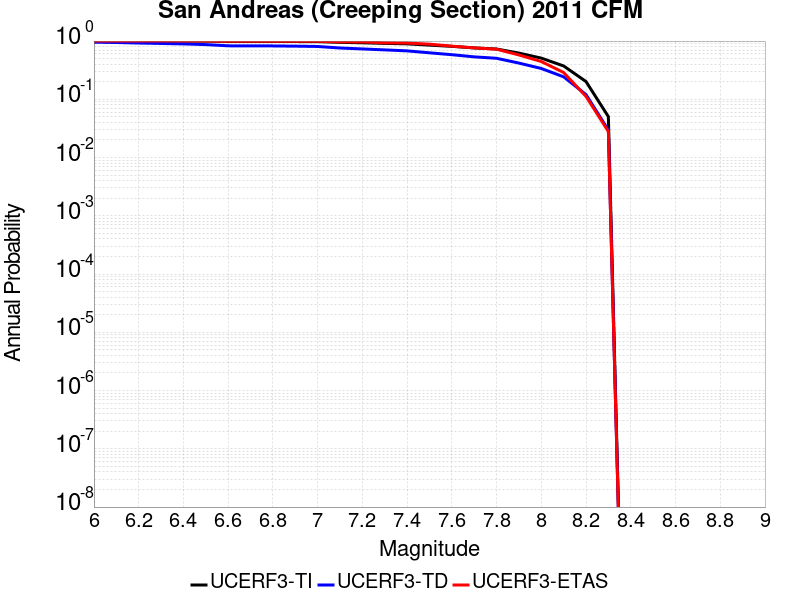 San Andreas (Creeping Section) 2011 CFM
Annual Probability
10^0
10^-1
10^-2
10^-3
10^-4
10^-5
10^-6
10^-7
10^-8
6 6.2 6.4 6.6 6.8 7 7.2 7.4 7.6 7.8 8 8.2 8.4 8.6 8.8 9
Magnitude
UCERF3-TI UCERF3-TD UCERF3-ETAS